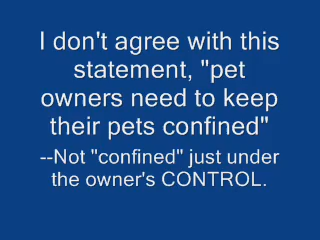 I don't agree with this
statement, "pet
owners need to keep
their pets confined"
--Not "confined" just under
the owner's CONTROL.